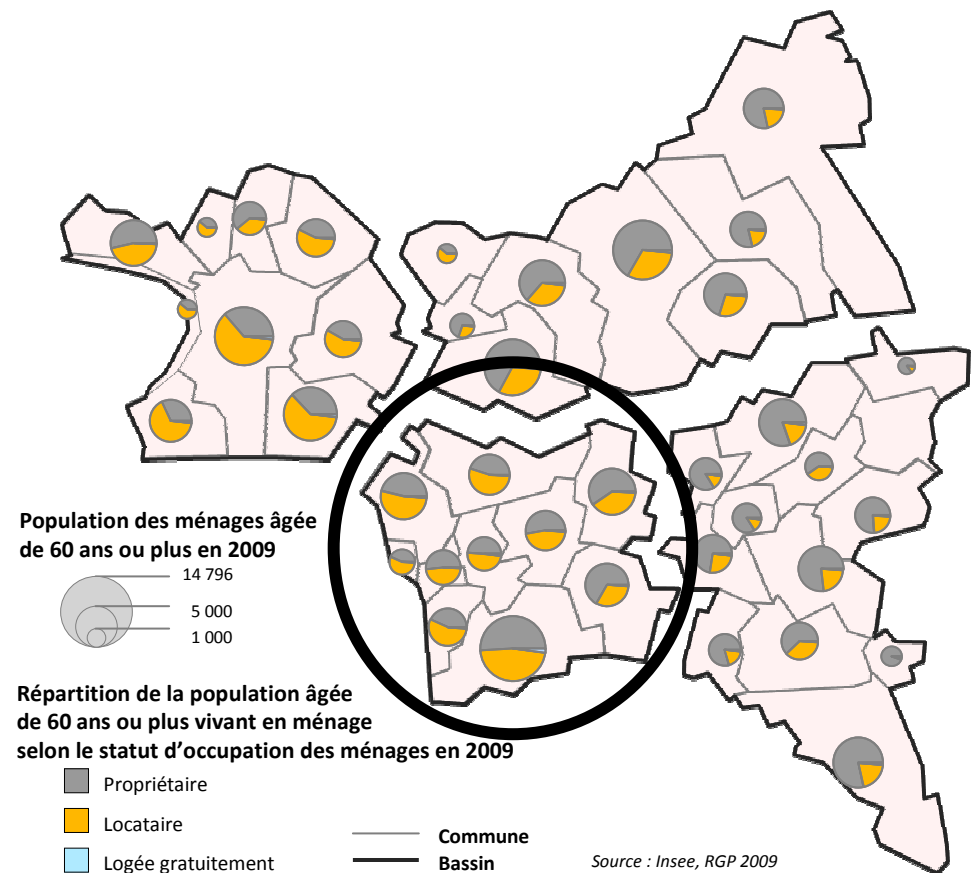 Population des ménages âgée
de 60 ans ou plus en 2009
14 796
5 000
1 000
Répartition de la population âgée
de 60 ans ou plus vivant en ménage
selon le statut d’occupation des ménages en 2009
Propriétaire
Locataire
Logée gratuitement
Commune
Bassin
Source : Insee, RGP 2009